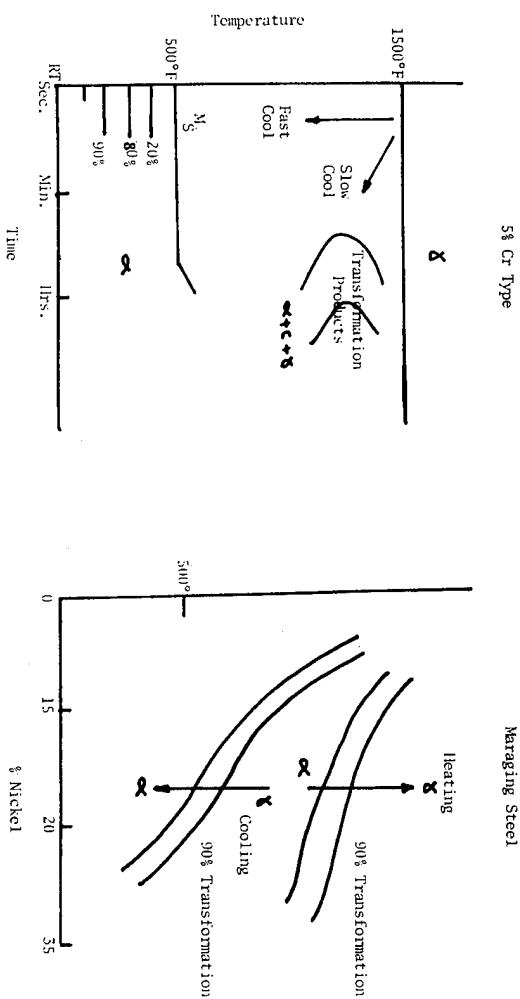 5% Cr Type
Temperature
1500°F
γ
Fast
Cool
Slow
Cool
Transformation
Products
α + c + γ
500°F
Ms
20%
80%
90%
α
RT
Sec.
Min.
Hrs.
Time
Maraging Steel
Heating
γ
90% Transformation
α
γ
Cooling
90% Transformation
α
500°
0
15
20
35
% Nickel